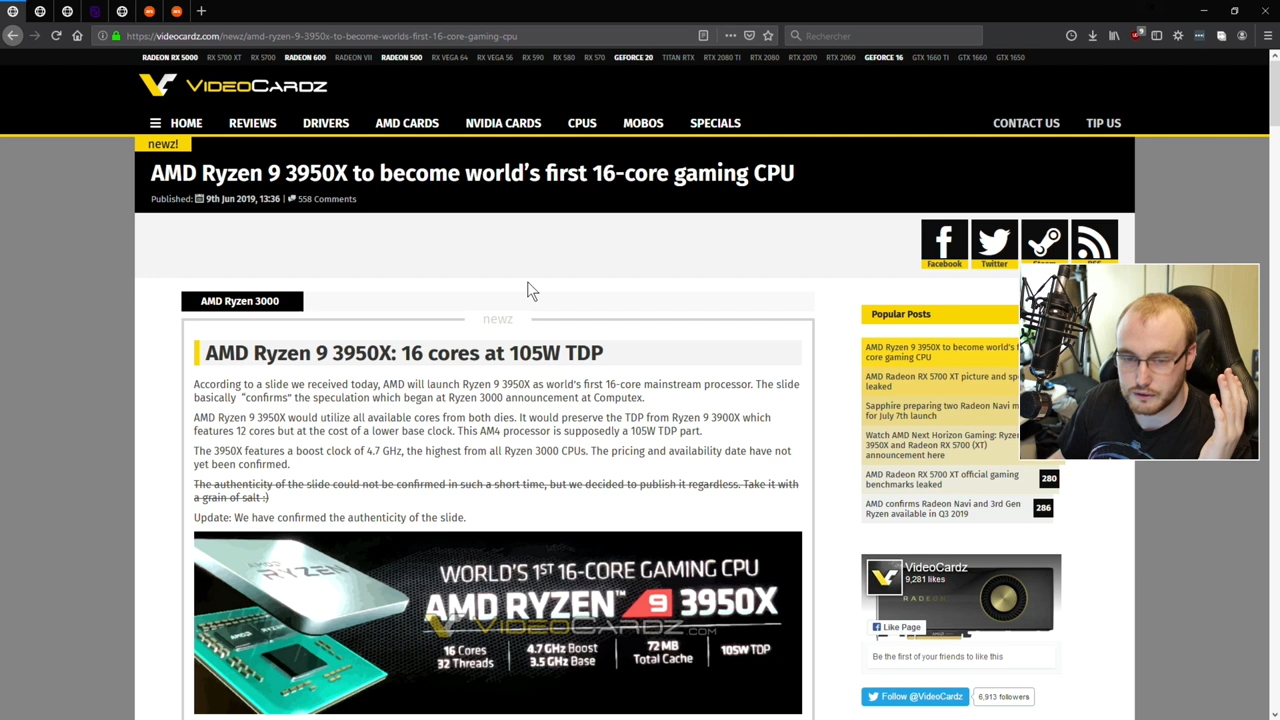 https://videocardz.com/newz/amd-ryzen-9-3950x-to-become-worlds-first-16-core-gaming-cpu
Rechercher
RADEON RX 5000 RX 5700 XT RX 5700 RADEON 600 RADEON VII RADEON 500 RX VEGA 64 RX VEGA 56 RX 590 RX 580 RX 570 GEFORCE 20 TITAN RTX RTX 2080 TI RTX 2080 RTX 2070 RTX 2060 GEFORCE 16 GTX 1660 TI GTX 1660 GTX 1650
VIDEOCARDZ
HOME REVIEWS DRIVERS AMD CARDS NVIDIA CARDS CPUS MOBOS SPECIALS CONTACT US TIP US
newz!
AMD Ryzen 9 3950X to become world's first 16-core gaming CPU
Published: 9th Jun 2019, 13:36 | 558 Comments
Facebook Twitter
AMD Ryzen 3000
newz
AMD Ryzen 9 3950X: 16 cores at 105W TDP
According to a slide we received today, AMD will launch Ryzen 9 3950X as world's first 16-core mainstream processor. The slide
basically "confirms" the speculation which began at Ryzen 3000 announcement at Computex.
AMD Ryzen 9 3950X would utilize all available cores from both dies. It would preserve the TDP from Ryzen 9 3900X which
features 12 cores but at the cost of a lower base clock. This AM4 processor is supposedly a 105W TDP part.
The 3950X features a boost clock of 4.7 GHz, the highest from all Ryzen 3000 CPUs. The pricing and availability date have not
yet been confirmed.
The authenticity of the slide could not be confirmed in such a short time, but we decided to publish it regardless. Take it with
a grain of salt :)
Update: We have confirmed the authenticity of the slide.
RYZEN
WORLD'S 1ST 16-CORE GAMING CPU
AMD RYZEN™ 9 3950X
VIDEOCARDZ.COM
16 Cores
32 Threads
4.7 GHz Boost
3.5 GHz Base
72 MB
Total Cache
105W TDP
Popular Posts
AMD Ryzen 9 3950X to become world's
core gaming CPU
AMD Radeon RX 5700 XT picture and
leaked
Sapphire preparing two Radeon Navi
for July 7th launch
Watch AMD Next Horizon Gaming: Ryzen
3950X and Radeon RX 5700 (XT)
announcement here
AMD Radeon RX 5700 XT official gaming
benchmarks leaked
280
AMD confirms Radeon Navi and 3rd Gen
Ryzen available in Q3 2019
286
VideoCardz
9,281 likes
RADEON
Like Page
Be the first of your friends to like this
Follow @VideoCardz
6,913 followers